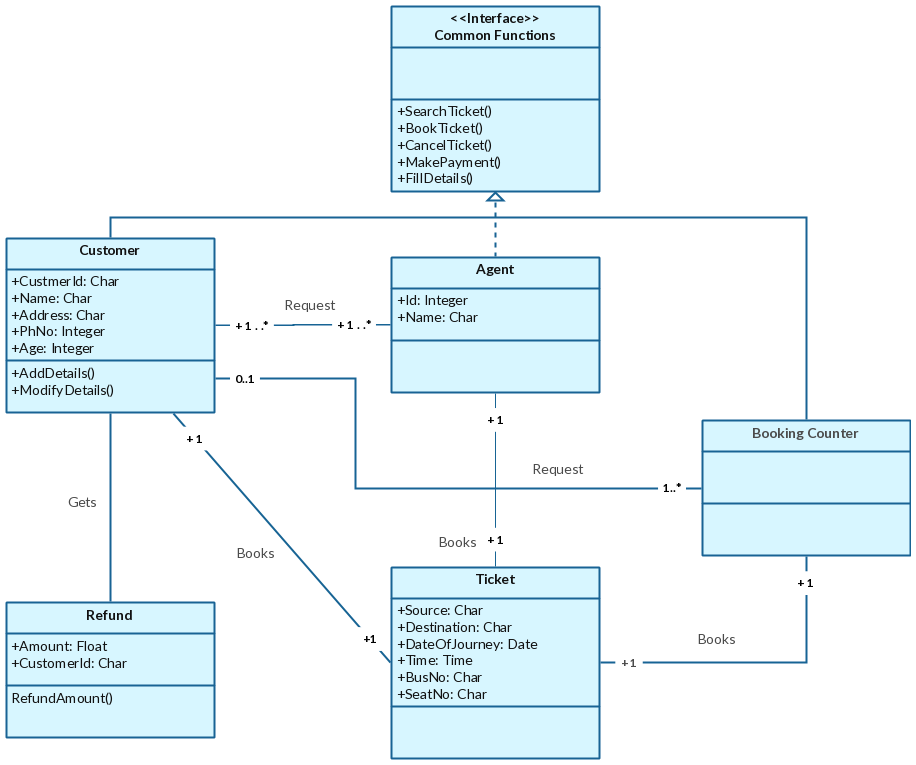 <<Interface>>
Common Functions
+SearchTicket()
+BookTicket()
+CancelTicket()
+MakePayment()
+FillDetails()
Customer
+CustmerId: Char
+Name: Char
+Address: Char
+PhNo: Integer
+Age: Integer
+AddDetails()
+ModifyDetails()
Request
+1 . .*
+1 . .*
Agent
+Id: Integer
+Name: Char
0..1
Request
1..*
Booking Counter
+1
+1
Gets
Books
+1
Books
+1
+1
Books
+1
Refund
+Amount: Float
+CustomerId: Char
RefundAmount()
Ticket
+Source: Char
+Destination: Char
+DateOfJourney: Date
+Time: Time
+BusNo: Char
+SeatNo: Char
+1